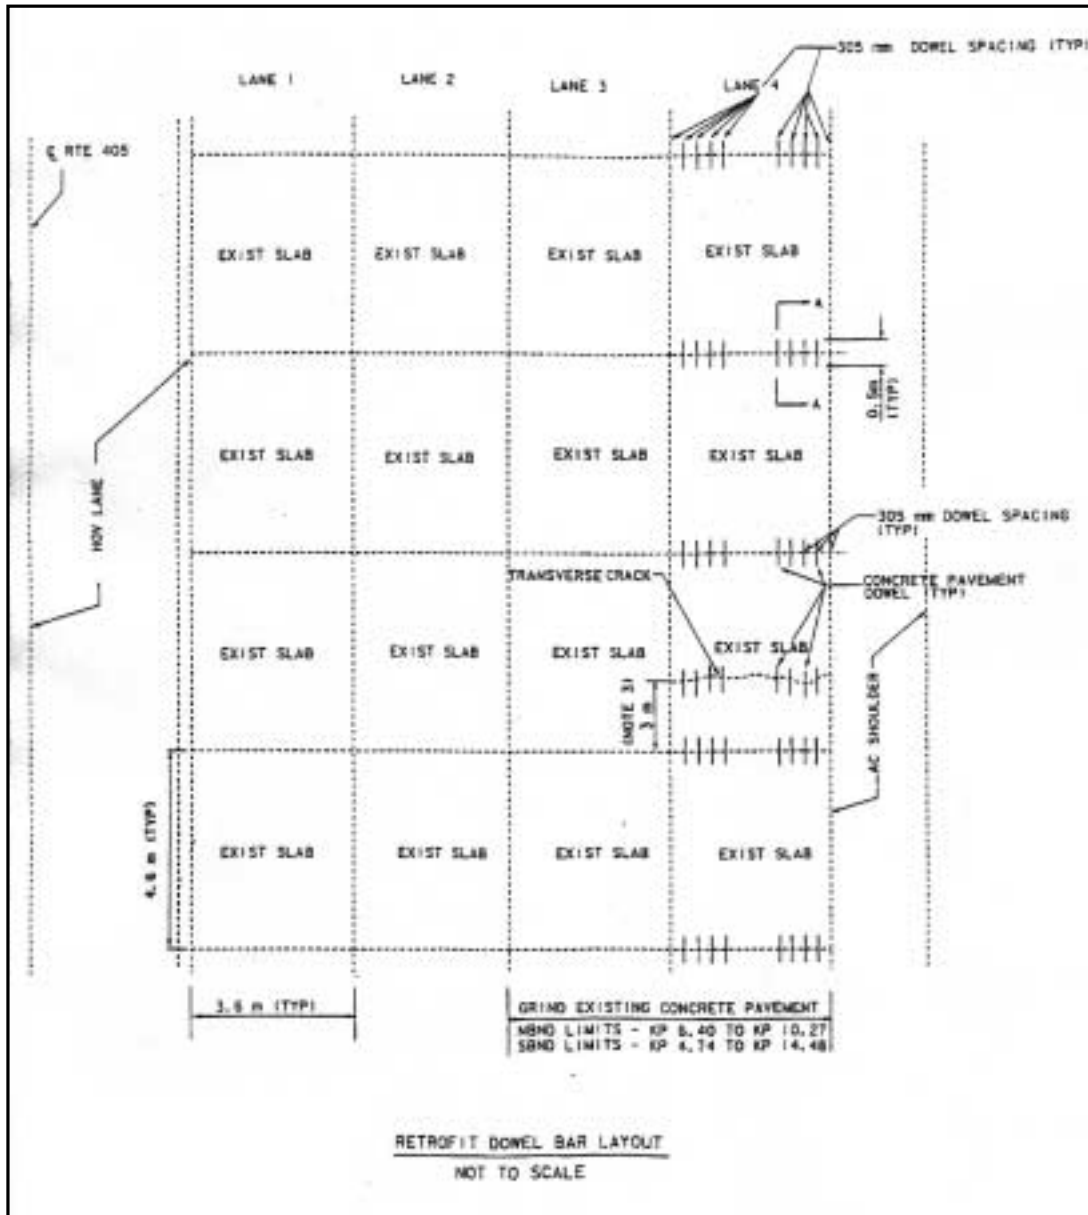 305 mm DOWEL SPACING (TYP)
LANE 1
LANE 2
LANE 3
LANE 4
℄ RTE 405
EXIST SLAB
EXIST SLAB
EXIST SLAB
EXIST SLAB
A
0.5m
(TYP)
A
EXIST SLAB
EXIST SLAB
EXIST SLAB
EXIST SLAB
HOV LANE
305 mm DOWEL SPACING
(TYP)
TRANSVERSE CRACK
CONCRETE PAVEMENT
DOWEL (TYP)
EXIST SLAB
EXIST SLAB
EXIST SLAB
EXIST SLAB
(NOTE 3)
3 m
AC SHOULDER
4.6 m (TYP)
EXIST SLAB
EXIST SLAB
EXIST SLAB
EXIST SLAB
3.6 m (TYP)
GRIND EXISTING CONCRETE PAVEMENT
NBND LIMITS - KP 6.40 TO KP 10.27
SBND LIMITS - KP 4.74 TO KP 14.48
RETROFIT DOWEL BAR LAYOUT
NOT TO SCALE